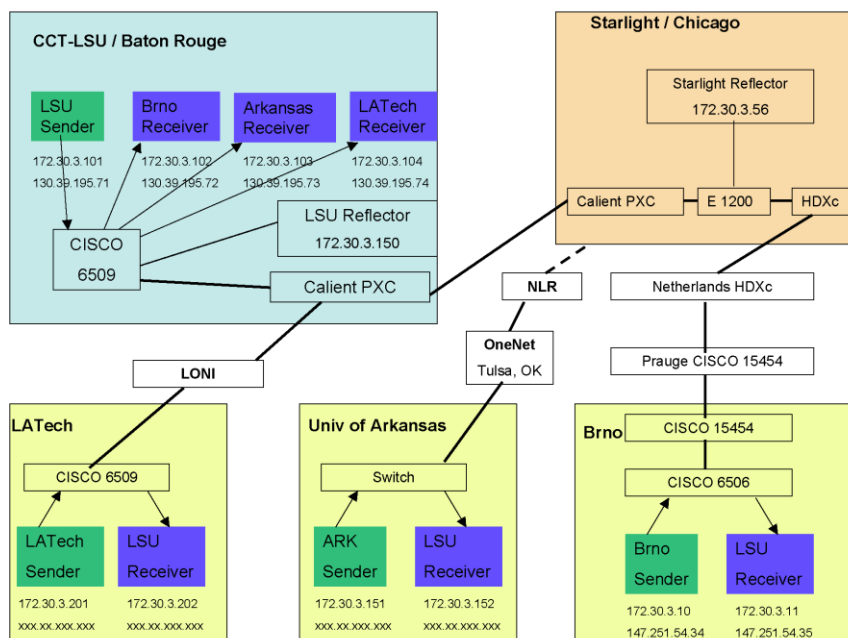 CCT-LSU / Baton Rouge
LSU
Sender
Brno
Receiver
Arkansas
Receiver
LATech
Receiver
172.30.3.101
172.30.3.102
172.30.3.103
172.30.3.104
130.39.195.71
130.39.195.72
130.39.195.73
130.39.195.74
LSU Reflector
172.30.3.150
CISCO
6509
Calient PXC
Starlight / Chicago
Starlight Reflector
172.30.3.56
Calient PXC
E 1200
HDXc
NLR
Netherlands HDXc
OneNet
Tulsa, OK
Prauge CISCO 15454
LONI
LATech
CISCO 6509
LATech
Sender
LSU
Receiver
172.30.3.201
172.30.3.202
xxx.xx.xxx.xxx
xxx.xx.xxx.xxx
Univ of Arkansas
Switch
ARK
Sender
LSU
Receiver
172.30.3.151
172.30.3.152
xxx.xx.xxx.xxx
xxx.xx.xxx.xxx
Brno
CISCO 15454
CISCO 6506
Brno
Sender
LSU
Receiver
172.30.3.10
172.30.3.11
147.251.54.34
147.251.54.35